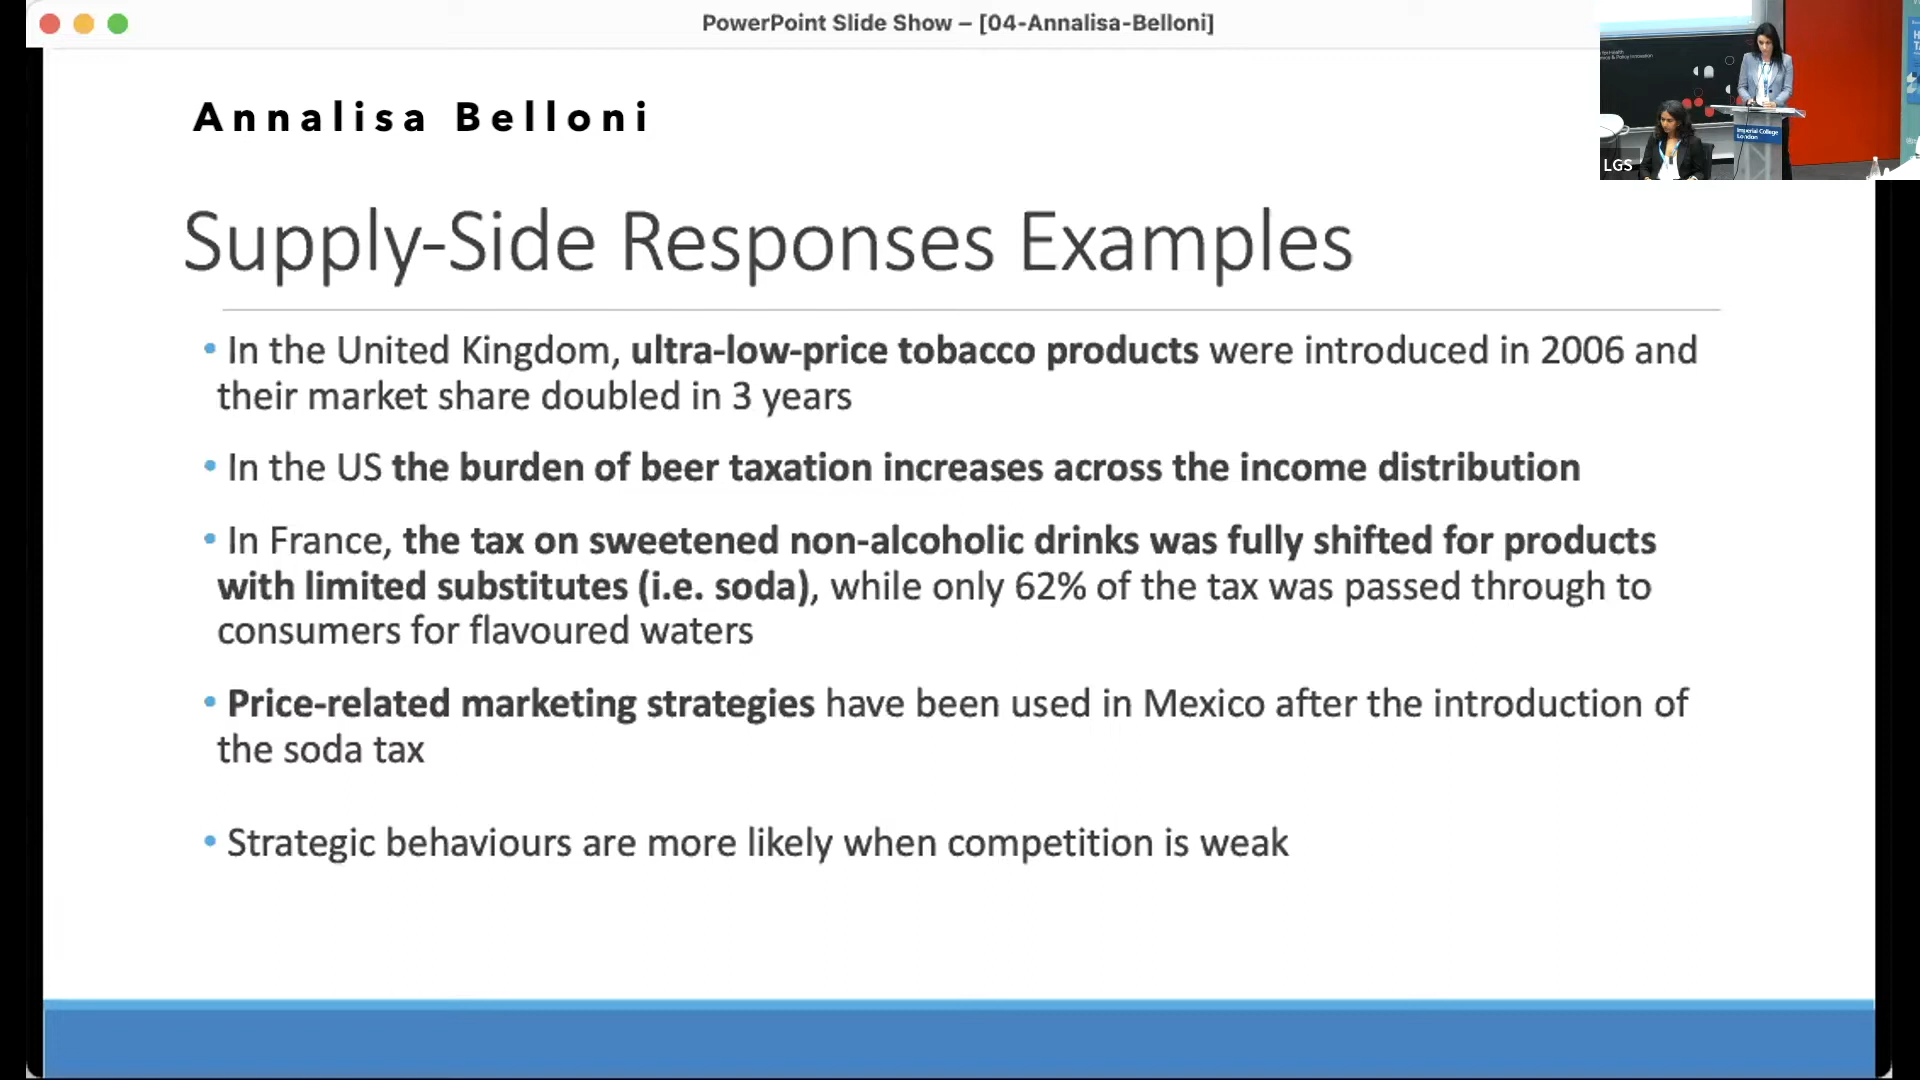 PowerPoint Slide Show – [04-Annalisa-Belloni]
Annalisa Belloni
Imperial College
London
LGS
Supply-Side Responses Examples
• In the United Kingdom, ultra-low-price tobacco products were introduced in 2006 and
their market share doubled in 3 years
• In the US the burden of beer taxation increases across the income distribution
• In France, the tax on sweetened non-alcoholic drinks was fully shifted for products
with limited substitutes (i.e. soda), while only 62% of the tax was passed through to
consumers for flavoured waters
• Price-related marketing strategies have been used in Mexico after the introduction of
the soda tax
• Strategic behaviours are more likely when competition is weak